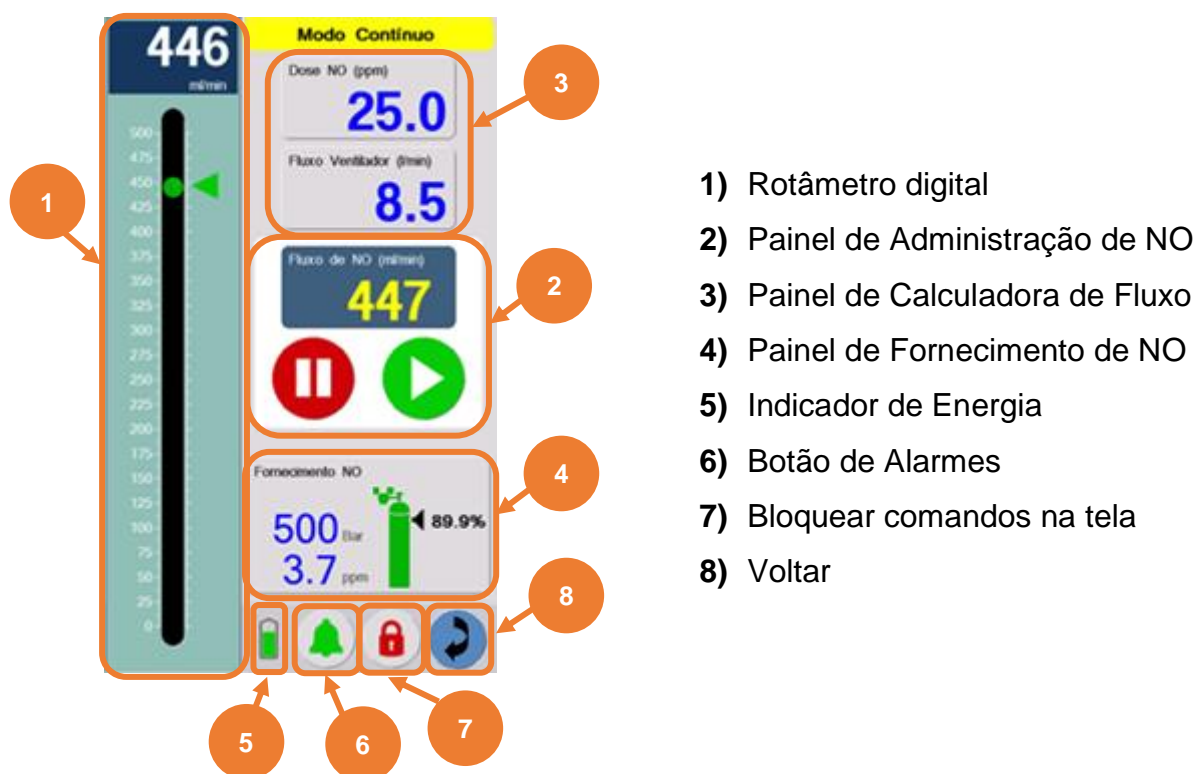 446
ml/min
500
475
450
425
400
375
350
325
300
275
250
225
200
175
150
125
100
75
50
25
0
Modo Contínuo
Dose NO (ppm)
25.0
Fluxo Ventilador (l/min)
8.5
Fluxo de NO (ml/min)
447
Fornecimento NO
500 Bar
3.7 ppm
89.9%
1
2
3
4
5
6
7
8
1) Rotâmetro digital
2) Painel de Administração de NO
3) Painel de Calculadora de Fluxo
4) Painel de Fornecimento de NO
5) Indicador de Energia
6) Botão de Alarmes
7) Bloquear comandos na tela
8) Voltar